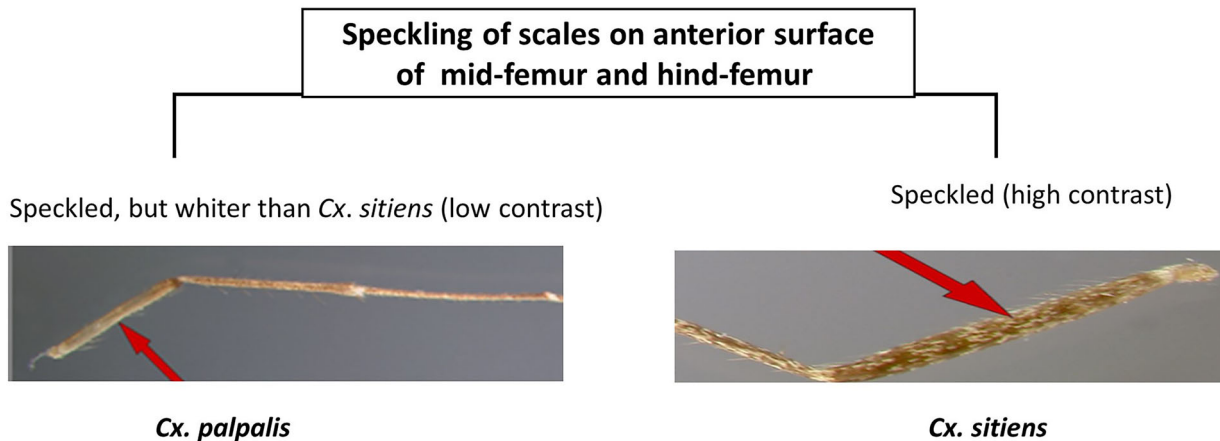 Speckling of scales on anterior surface
of mid-femur and hind-femur
Speckled, but whiter than Cx. sitiens (low contrast)
Speckled (high contrast)
Cx. palpalis
Cx. sitiens